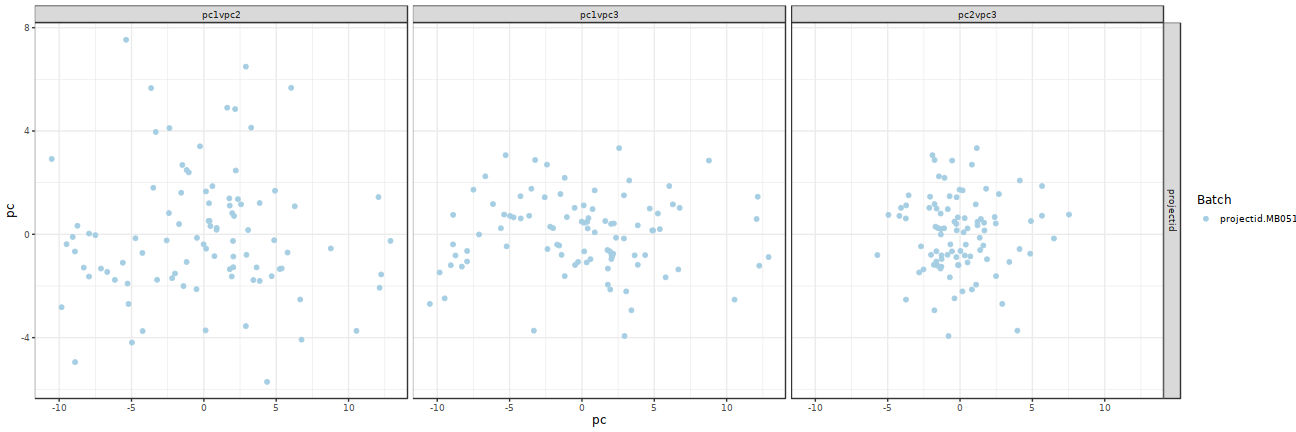 pc1vpc2 pc1vpc3 pc2vpc3
8
4
0
-4
pc
projectid
Batch
projectid.MB051
-10 -5 0 5 10 -10 -5 0 5 10 -10 -5 0 5 10
pc